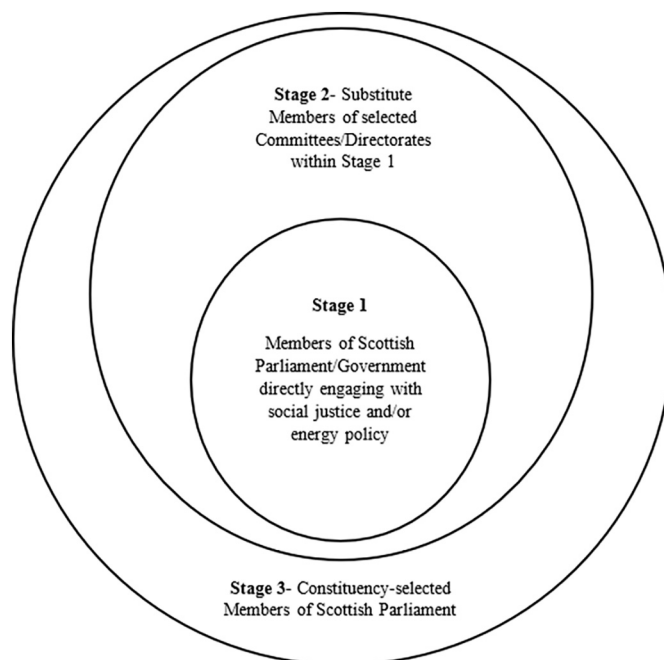 Stage 2- Substitute
Members of selected
Committees/Directorates
within Stage 1
Stage 1
Members of Scottish
Parliament/Government
directly engaging with
social justice and/or
energy policy
Stage 3- Constituency-selected
Members of Scottish Parliament